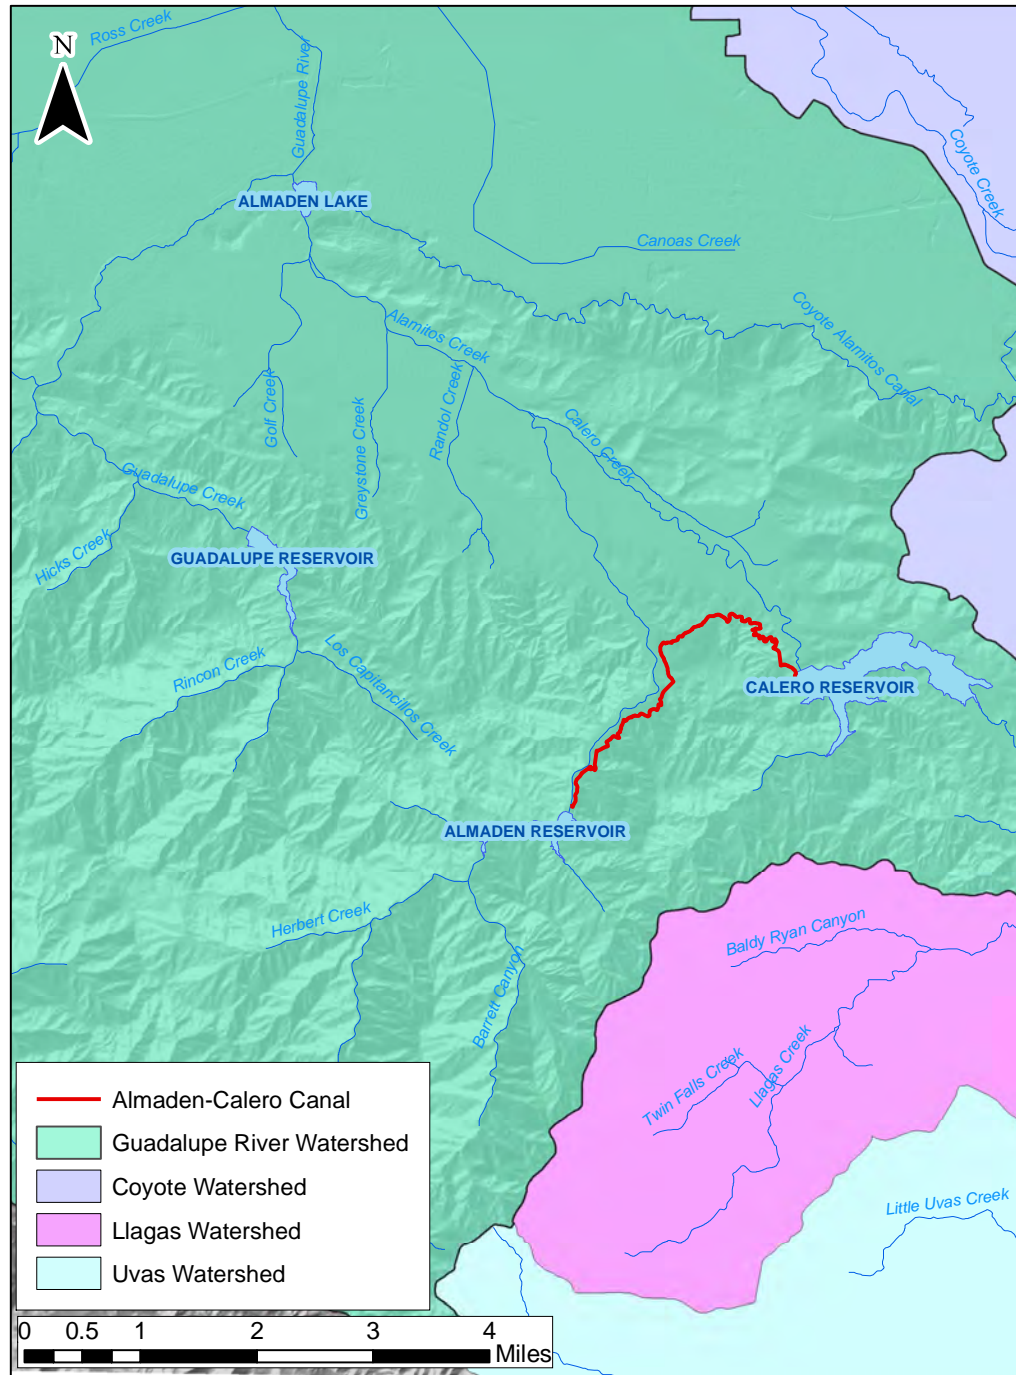 Ross Creek
N
Guadalupe River
Coyote Creek
ALMADEN LAKE
Canoas Creek
Coyote Alamitos Canal
Alamitos Creek
Golf Creek
Greystone Creek
Randol Creek
Calero Creek
Guadalupe Creek
Hicks Creek
GUADALUPE RESERVOIR
Rincon Creek
Los Capitancillos Creek
CALERO RESERVOIR
ALMADEN RESERVOIR
Herbert Creek
Barrett Canyon
Baldy Ryan Canyon
Twin Falls Creek
Llagas Creek
Little Uvas Creek
Almaden-Calero Canal
Guadalupe River Watershed
Coyote Watershed
Llagas Watershed
Uvas Watershed
0 0.5 1 2 3 4
Miles